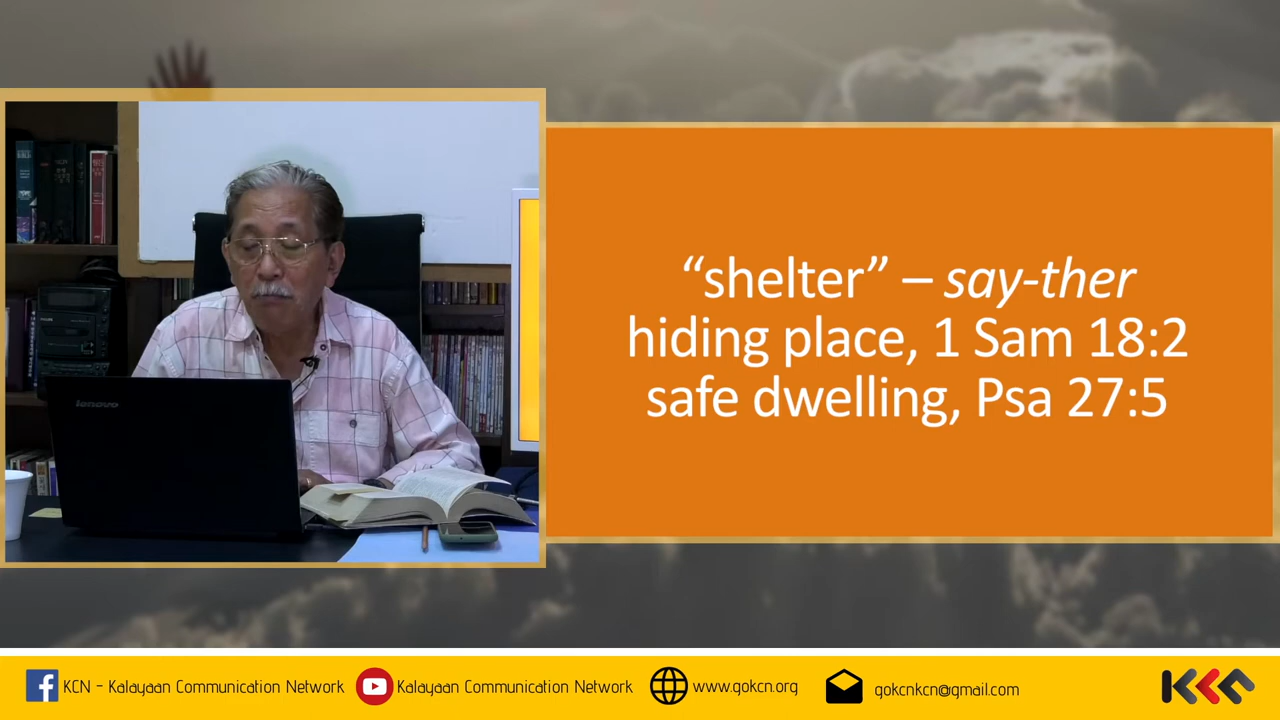 lenovo
“shelter” – say-ther
hiding place, 1 Sam 18:2
safe dwelling, Psa 27:5
KCN - Kalayaan Communication Network
Kalayaan Communication Network
www.gokcn.org
gokcnkcn@gmail.com
KCN